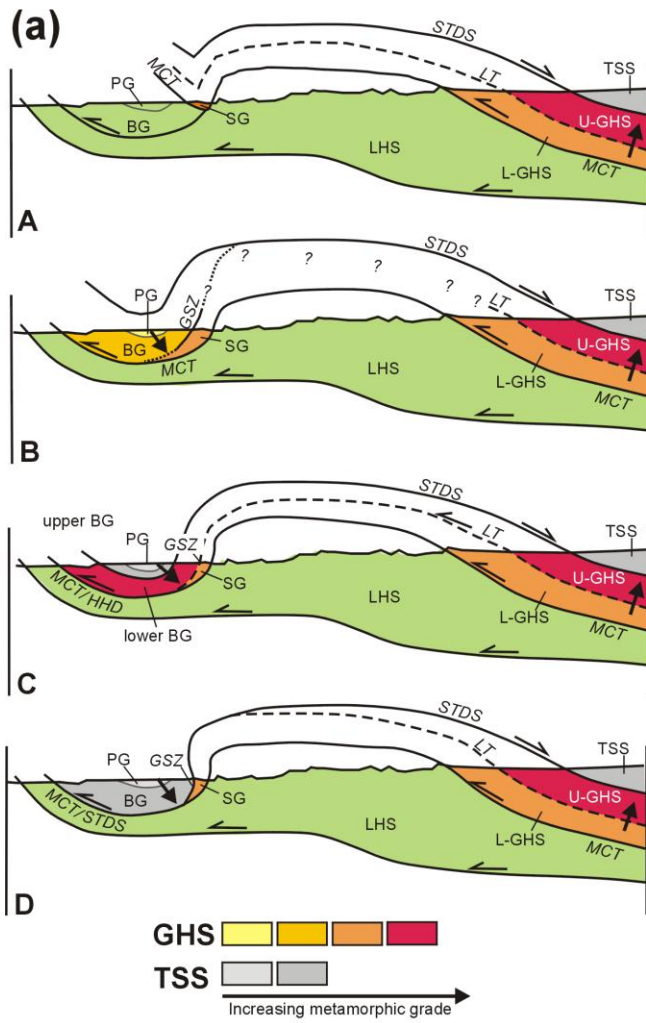 (a)
STDS
MCT
LT
TSS
PG
SG
BG
U-GHS
LHS
L-GHS
MCT
A
STDS
PG
GSZ
?
?
?
?
?
?
LT
TSS
BG
SG
U-GHS
MCT
LHS
L-GHS
MCT
B
STDS
upper BG
PG
GSZ
LT
TSS
SG
U-GHS
MCT/HHD
LHS
lower BG
L-GHS
MCT
C
STDS
PG
GSZ
LT
TSS
BG
SG
U-GHS
MCT/STDS
LHS
L-GHS
MCT
D
GHS
TSS
Increasing metamorphic grade